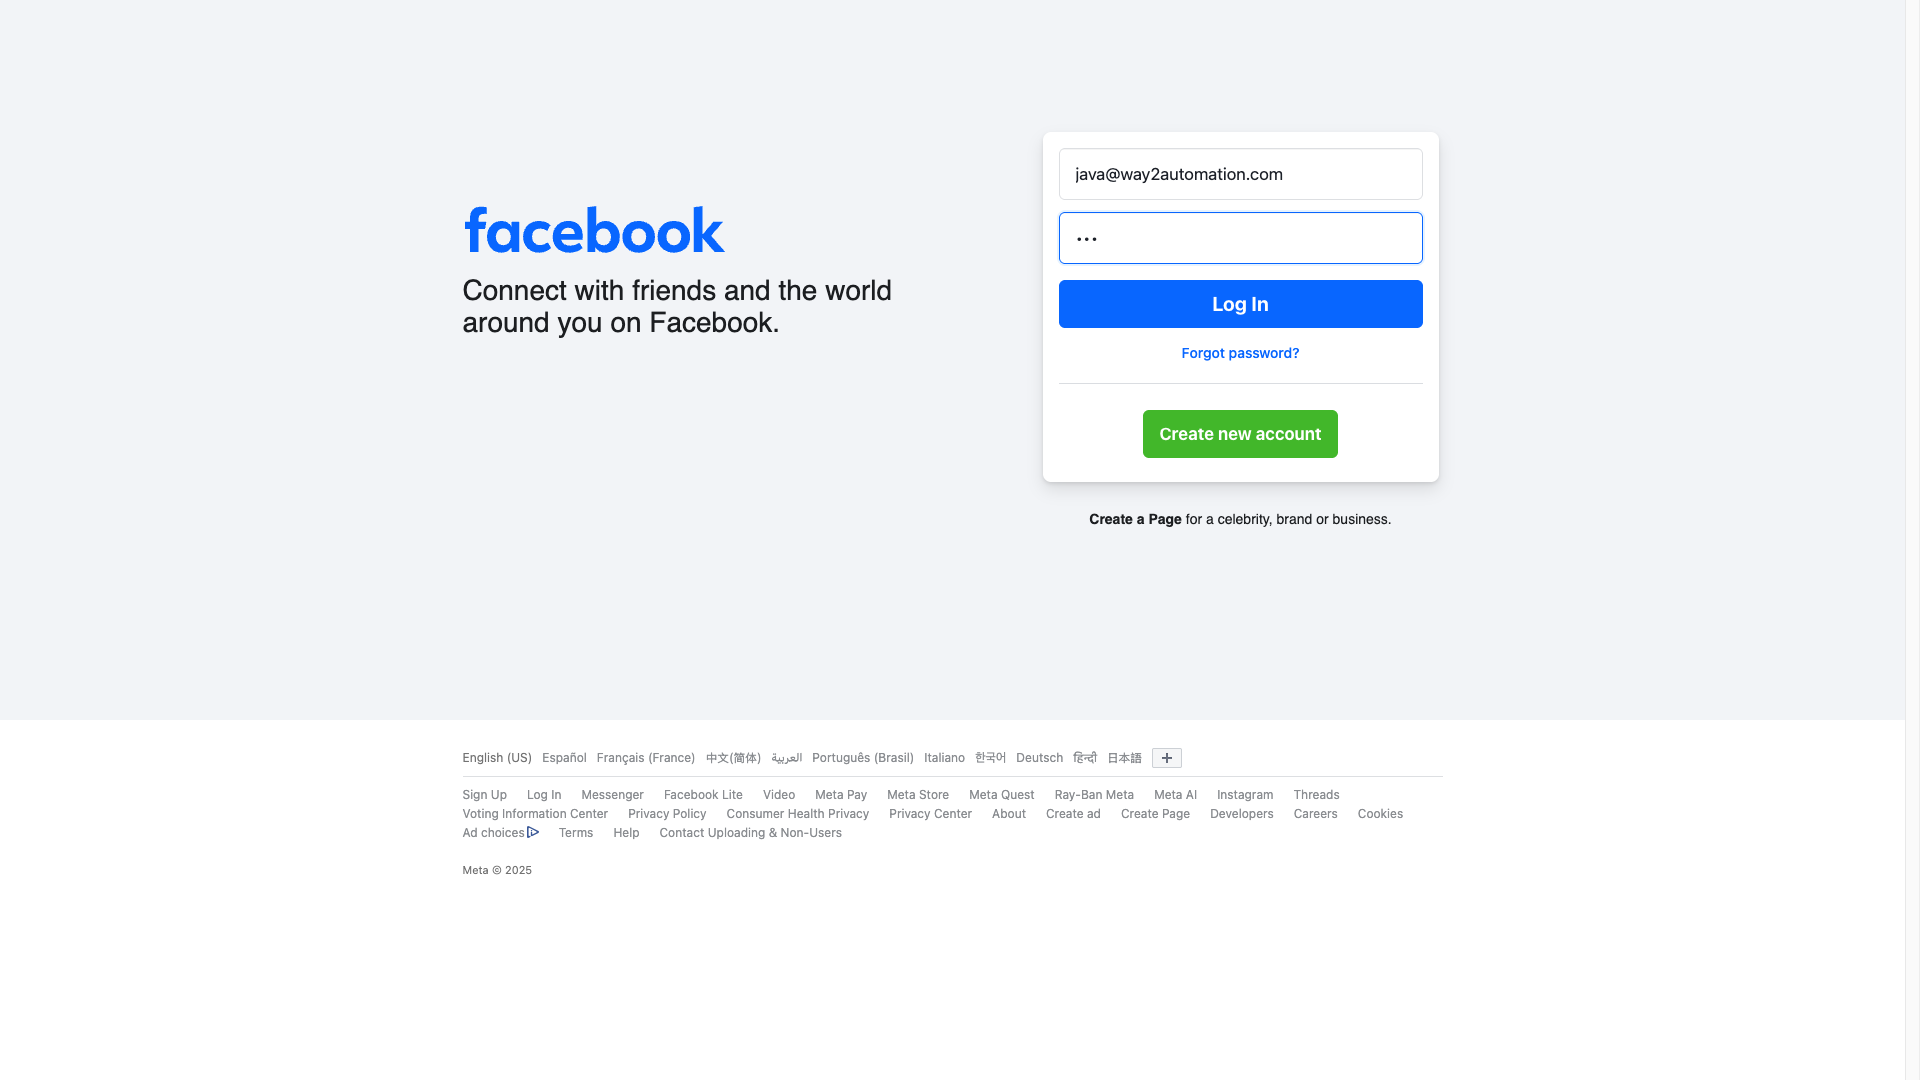 facebook
Connect with friends and the world
around you on Facebook.
java@way2automation.com
•••
Log In
Forgot password?
Create new account
Create a Page for a celebrity, brand or business.
English (US) Español Français (France) 中文(简体) العربية Português (Brasil) Italiano 한국어 Deutsch हिन्दी 日本語
Sign Up Log In Messenger Facebook Lite Video Meta Pay Meta Store Meta Quest Ray-Ban Meta Meta AI Instagram Threads
Voting Information Center Privacy Policy Consumer Health Privacy Privacy Center About Create ad Create Page Developers Careers Cookies
Ad choices Terms Help Contact Uploading & Non-Users
Meta © 2025